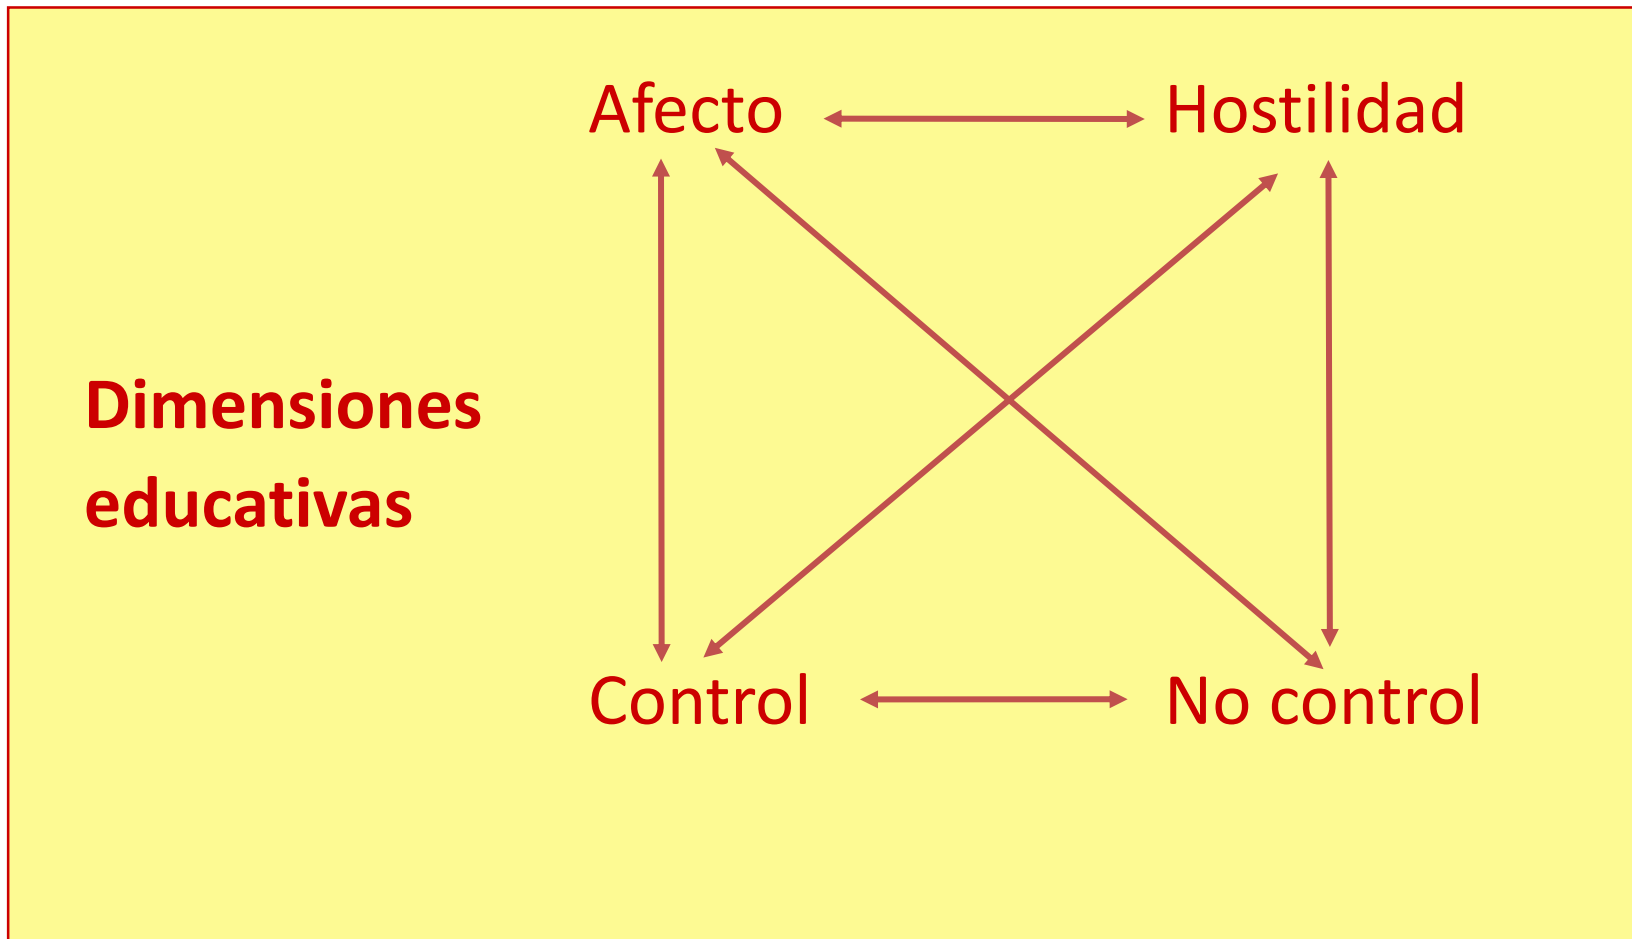 Afecto
Hostilidad
Dimensiones
educativas
Control
No control